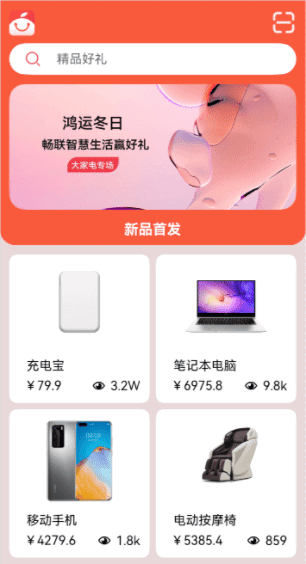 精品好礼
鸿运冬日
畅联智慧生活赢好礼
大家电专场
新品首发
充电宝
¥ 79.9 3.2W
笔记本电脑
¥ 6975.8 9.8k
移动手机
¥ 4279.6 1.8k
电动按摩椅
¥ 5385.4 859